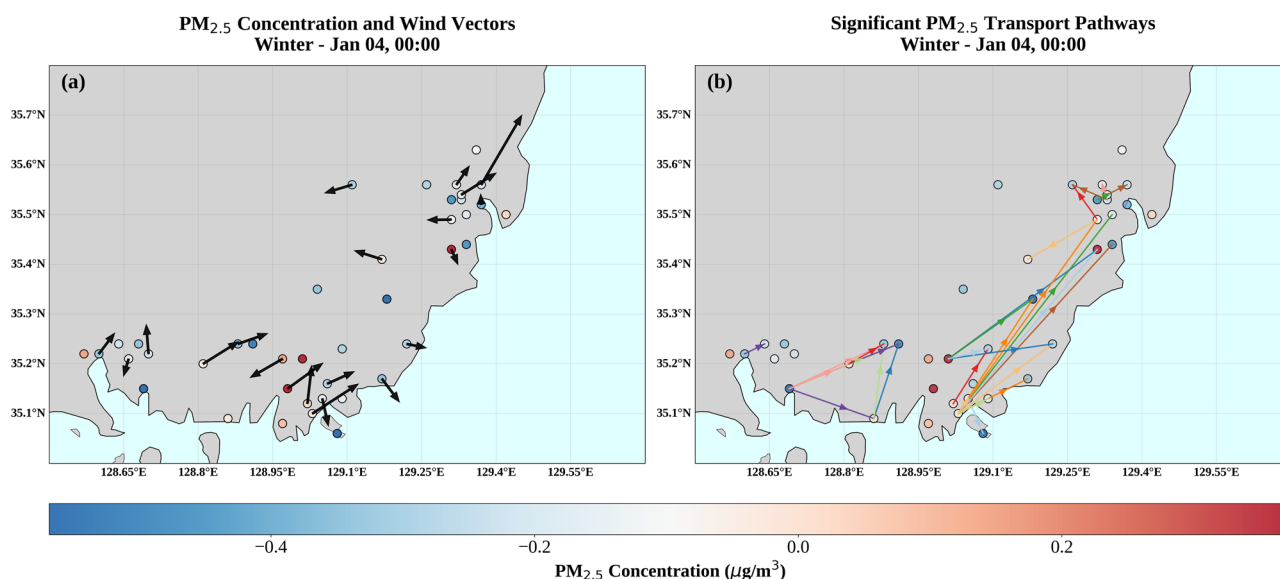 PM2.5 Concentration and Wind Vectors
Winter - Jan 04, 00:00
(a)
35.7°N
35.6°N
35.5°N
35.4°N
35.3°N
35.2°N
35.1°N
128.65°E 128.8°E 128.95°E 129.1°E 129.25°E 129.4°E 129.55°E
Significant PM2.5 Transport Pathways
Winter - Jan 04, 00:00
(b)
35.7°N
35.6°N
35.5°N
35.4°N
35.3°N
35.2°N
35.1°N
128.65°E 128.8°E 128.95°E 129.1°E 129.25°E 129.4°E 129.55°E
−0.4 −0.2 0.0 0.2
PM2.5 Concentration (μg/m³)